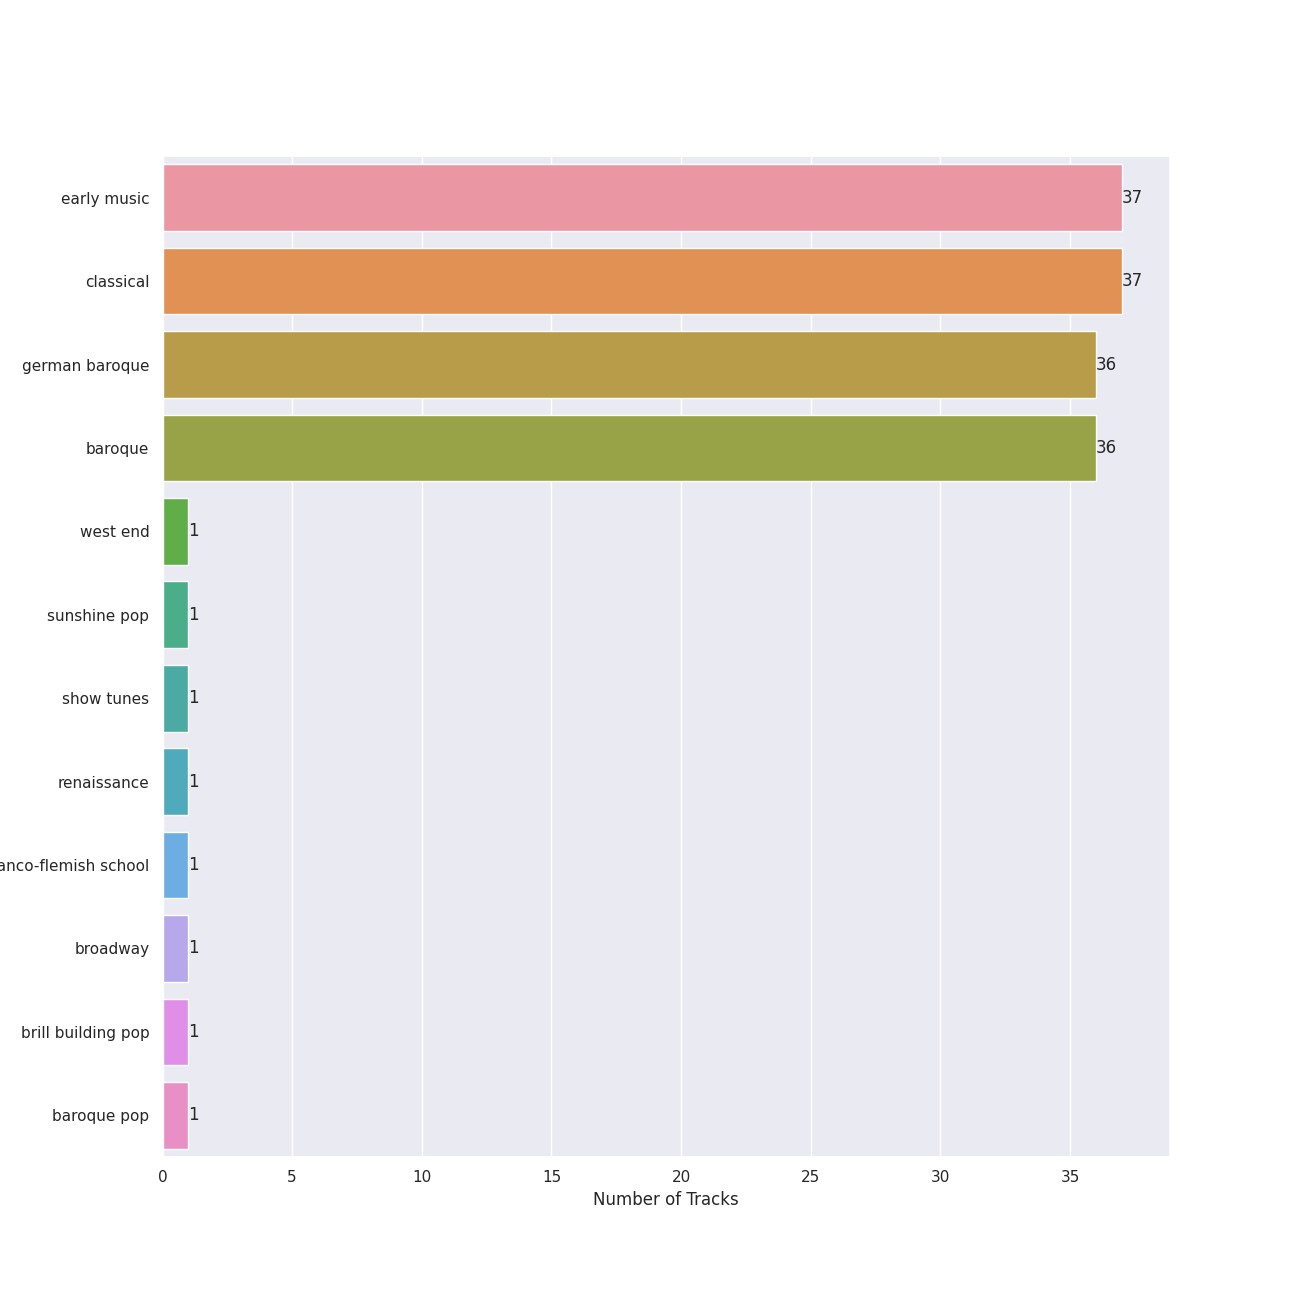 early music 37
classical 37
german baroque 36
baroque 36
west end 1
sunshine pop 1
show tunes 1
renaissance 1
anco-flemish school 1
broadway 1
brill building pop 1
baroque pop 1
0 5 10 15 20 25 30 35
Number of Tracks